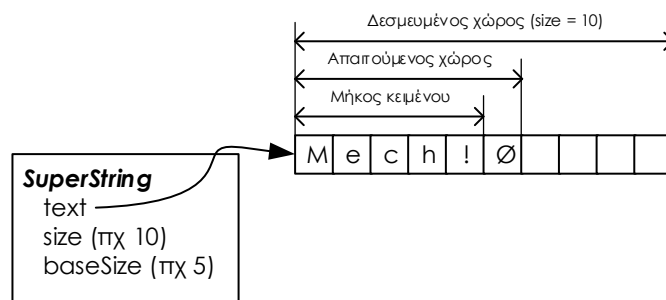 Δεσμευμένος χώρος (size = 10)
Απαιτούμενος χώρος
Μήκος κειμένου
M e c h ! Ø
SuperString
text
size (πχ 10)
baseSize (πχ 5)